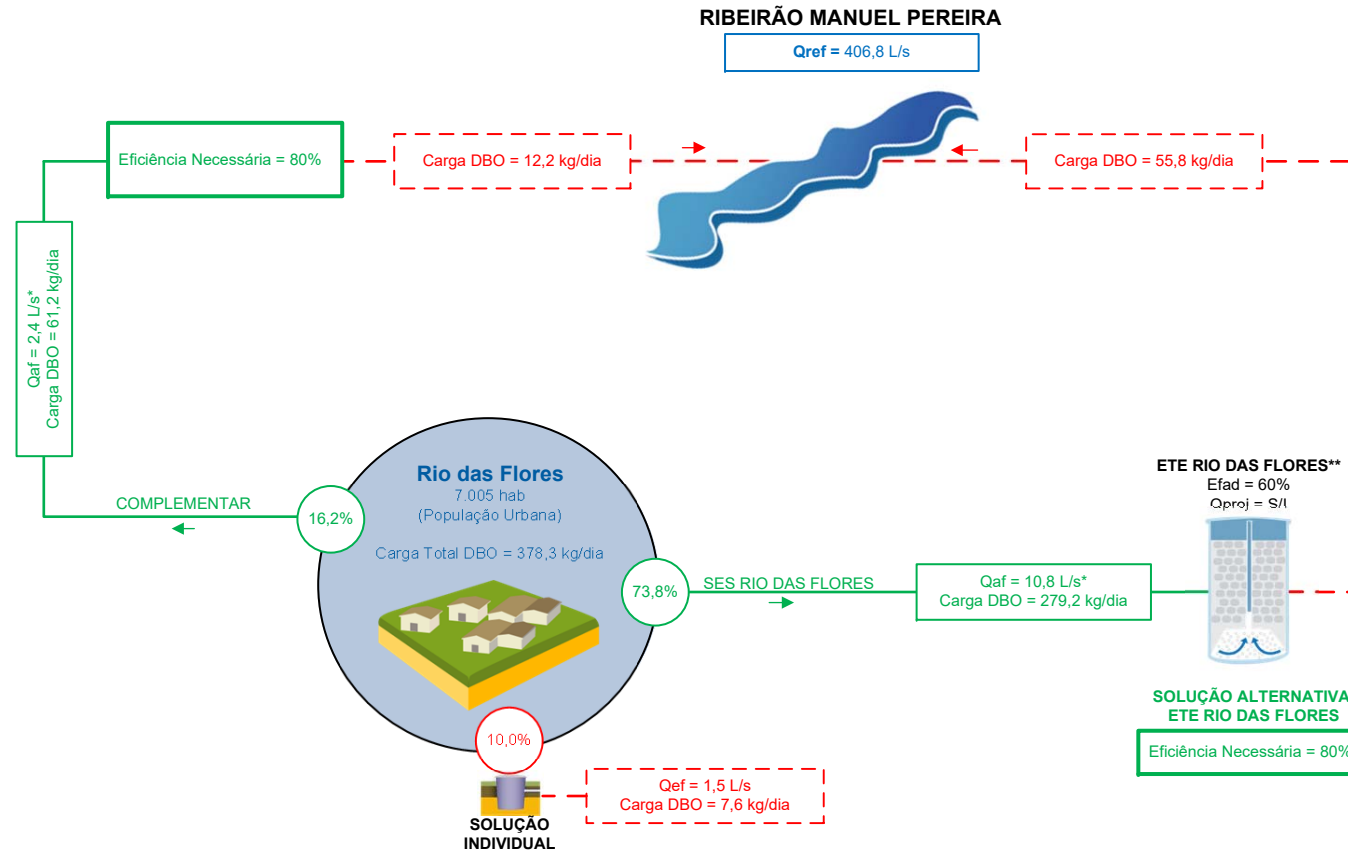 RIBEIRÃO MANUEL PEREIRA
Qref = 406,8 L/s
Eficiência Necessária = 80%
Carga DBO = 12,2 kg/dia
Carga DBO = 55,8 kg/dia
Qaf = 2,4 L/s*
Carga DBO = 61,2 kg/dia
COMPLEMENTAR
16,2%
Rio das Flores
7.005 hab
(População Urbana)
Carga Total DBO = 378,3 kg/dia
73,8%
SES RIO DAS FLORES
Qaf = 10,8 L/s*
Carga DBO = 279,2 kg/dia
ETE RIO DAS FLORES**
Efad = 60%
Qproj = S/I
SOLUÇÃO ALTERNATIVA
ETE RIO DAS FLORES
Eficiência Necessária = 80%
10,0%
Qef = 1,5 L/s
Carga DBO = 7,6 kg/dia
SOLUÇÃO
INDIVIDUAL